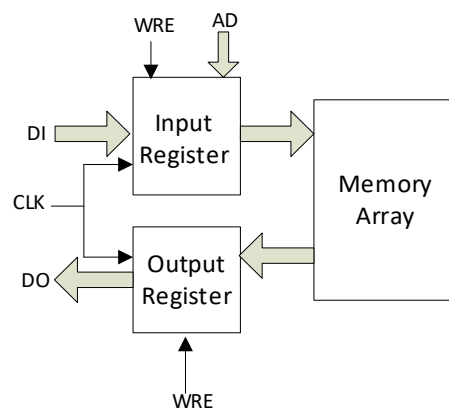 WRE
AD
DI
Input
Register
CLK
Memory
Array
DO
Output
Register
WRE